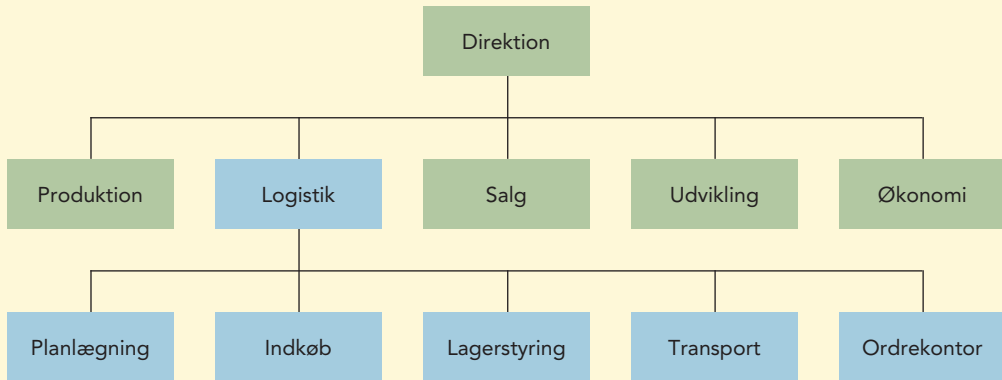 Direktion
Produktion
Logistik
Salg
Udvikling
Økonomi
Planlægning
Indkøb
Lagerstyring
Transport
Ordrekontor